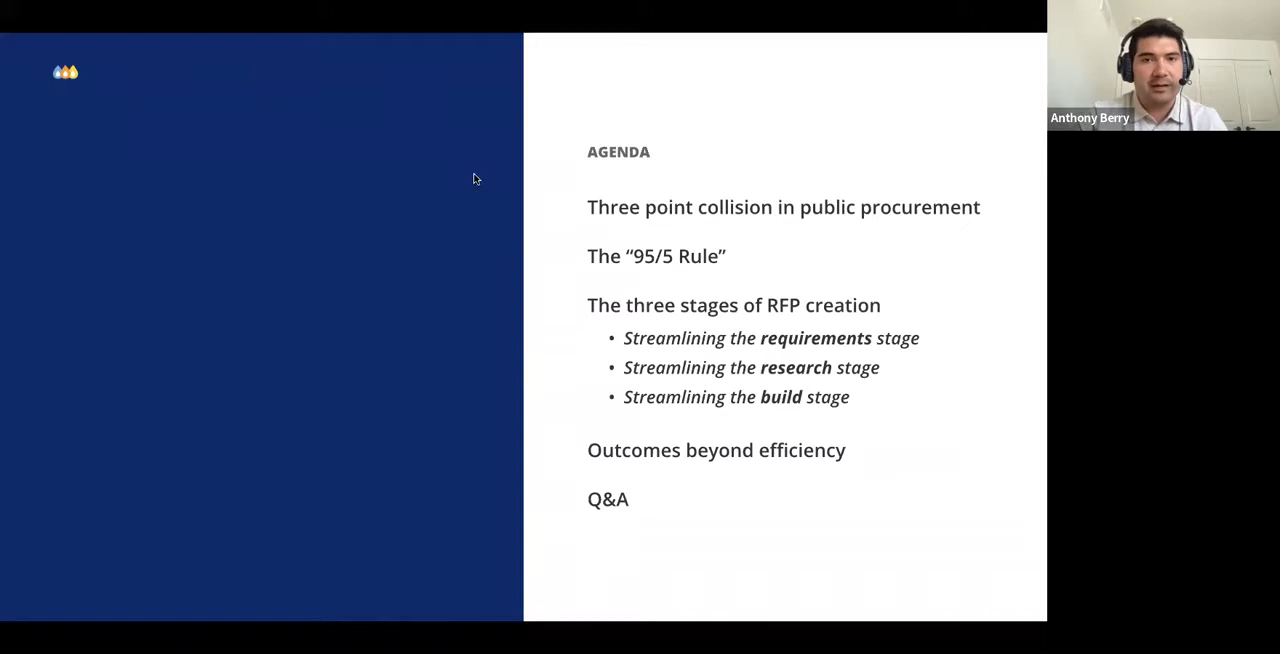 AGENDA
Three point collision in public procurement
The “95/5 Rule”
The three stages of RFP creation
• Streamlining the requirements stage
• Streamlining the research stage
• Streamlining the build stage
Outcomes beyond efficiency
Q&A
Anthony Berry